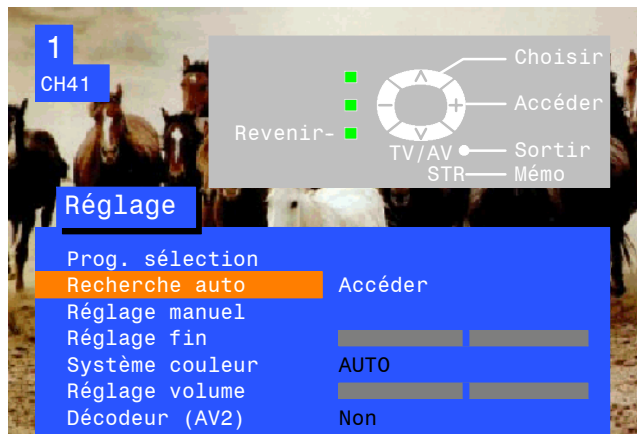 1
CH41
Choisir
Accéder
Revenir-
TV/AV Sortir
STR Mémo
Réglage
Prog. sélection
Recherche auto Accéder
Réglage manuel
Réglage fin
Système couleur AUTO
Réglage volume
Décodeur (AV2) Non